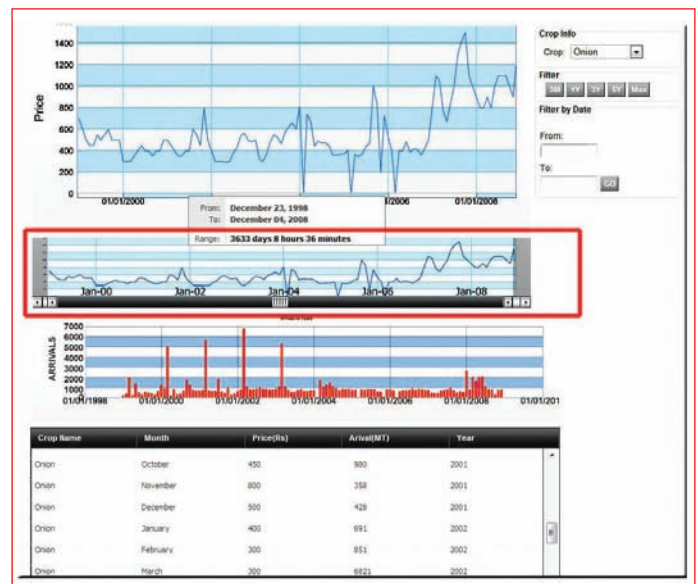 1400
1200
1000
800
600
400
200
0
Price
01/01/2000
/2006
01/01/2008
Crop Info
Crop: Onion
Filter
3M 1Y 3Y 5Y Max
Filter by Date
From:
To:
GO
From: December 23, 1998
To: December 04, 2008
Range: 3633 days 8 hours 36 minutes
Jan-00 Jan-02 Jan-04 Jan-06 Jan-08
7000
6000
5000
4000
3000
2000
1000
0
ARRIVALS
01/01/1998 01/01/2000 01/01/2002 01/01/2004 01/01/2006 01/01/2008 01/01/201
Crop Name Month Price(Rs) Arival(MT) Year
Onion October 450 980 2001
Onion November 800 358 2001
Onion December 500 428 2001
Onion January 400 691 2002
Onion February 300 851 2002
Onion March 300 6821 2002